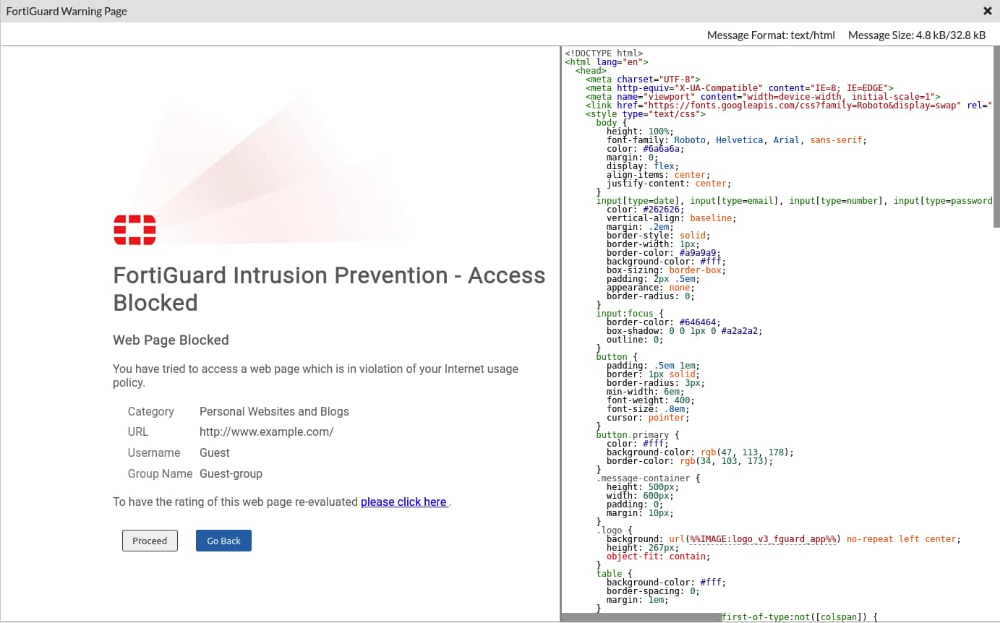 FortiGuard Warning Page
Message Format: text/html Message Size: 4.8 kB/32.8 kB
FortiGuard Intrusion Prevention - Access
Blocked
Web Page Blocked
You have tried to access a web page which is in violation of your Internet usage
policy.
Category Personal Websites and Blogs
URL http://www.example.com/
Username Guest
Group Name Guest-group
To have the rating of this web page re-evaluated please click here .
Proceed Go Back
<!DOCTYPE html>
<html lang="en">
<head>
<meta charset="UTF-8">
<meta http-equiv="X-UA-Compatible" content="IE=8; IE=EDGE">
<meta name="viewport" content="width=device-width, initial-scale=1">
<link href="https://fonts.googleapis.com/css?family=Roboto&display=swap" rel="
<style type="text/css">
body {
height: 100%;
font-family: Roboto, Helvetica, Arial, sans-serif;
color: #6a6a6a;
margin: 0;
display: flex;
align-items: center;
justify-content: center;
}
input[type=date], input[type=email], input[type=number], input[type=password
color: #262626;
vertical-align: baseline;
margin: .2em;
border-style: solid;
border-width: 1px;
border-color: #a9a9a9;
background-color: #fff;
box-sizing: border-box;
padding: 2px .5em;
appearance: none;
border-radius: 0;
}
input:focus {
border-color: #646464;
box-shadow: 0 0 1px 0 #a2a2a2;
outline: 0;
}
button {
padding: .5em 1em;
border: 1px solid;
border-radius: 3px;
min-width: 6em;
font-weight: 400;
font-size: .8em;
cursor: pointer;
}
button.primary {
color: #fff;
background-color: rgb(47, 113, 178);
border-color: rgb(34, 103, 173);
}
.message-container {
height: 500px;
width: 600px;
padding: 0;
margin: 10px;
}
.logo {
background: url(%%IMAGE:logo_v3_fguard_app%%) no-repeat left center;
height: 267px;
object-fit: contain;
}
table {
background-color: #fff;
border-spacing: 0;
margin: 1em;
}
first-of-type:not([colspan]) {